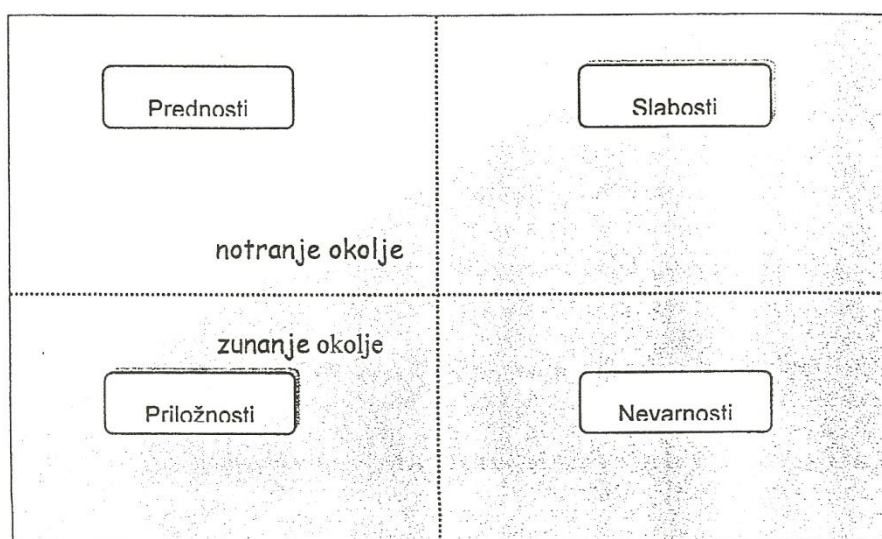 Prednosti
Slabosti
notranje okolje
zunanje okolje
Priložnosti
Nevarnosti